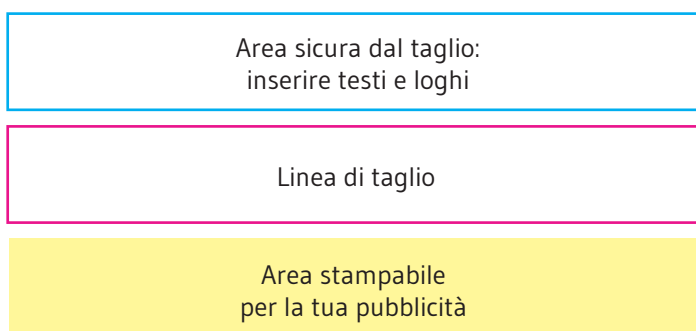 Area sicura dal taglio:
inserire testi e loghi
Linea di taglio
Area stampabile
per la tua pubblicità